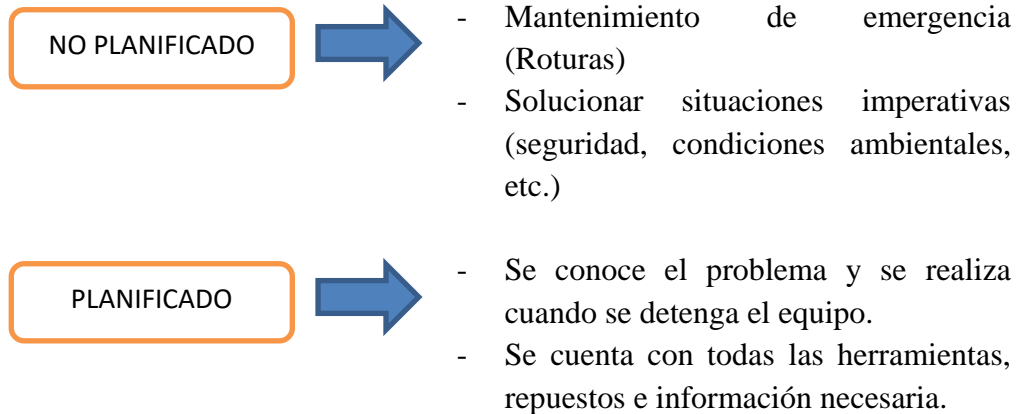 NO PLANIFICADO
- Mantenimiento de emergencia
(Roturas)
- Solucionar situaciones imperativas
(seguridad, condiciones ambientales,
etc.)
PLANIFICADO
- Se conoce el problema y se realiza
cuando se detenga el equipo.
- Se cuenta con todas las herramientas,
repuestos e información necesaria.